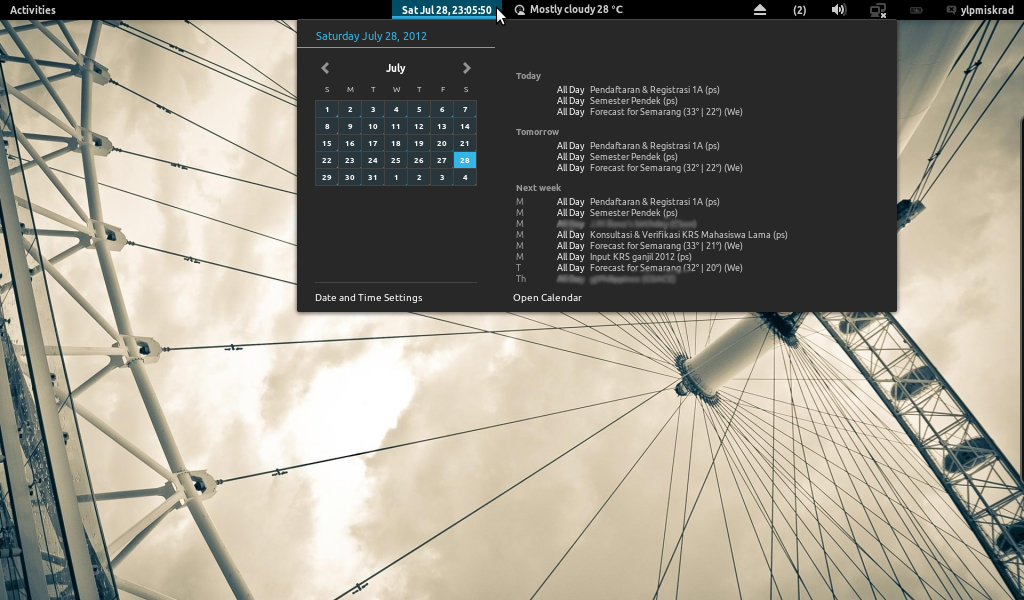 Activities
Sat Jul 28, 23:05:50
Mostly cloudy 28 °C
(2)
ylpmiskrad
Saturday July 28, 2012
July
S M T W T F S
1 2 3 4 5 6 7
8 9 10 11 12 13 14
15 16 17 18 19 20 21
22 23 24 25 26 27 28
29 30 31 1 2 3 4
Date and Time Settings
Today
All Day Pendaftaran & Registrasi 1A (ps)
All Day Semester Pendek (ps)
All Day Forecast for Semarang (33° | 22°) (We)
Tomorrow
All Day Pendaftaran & Registrasi 1A (ps)
All Day Semester Pendek (ps)
All Day Forecast for Semarang (32° | 22°) (We)
Next week
M All Day Pendaftaran & Registrasi 1A (ps)
M All Day Semester Pendek (ps)
M All Day
M All Day Konsultasi & Verifikasi KRS Mahasiswa Lama (ps)
M All Day Forecast for Semarang (33° | 21°) (We)
M All Day Input KRS ganjil 2012 (ps)
T All Day Forecast for Semarang (32° | 20°) (We)
Th All Day
Open Calendar